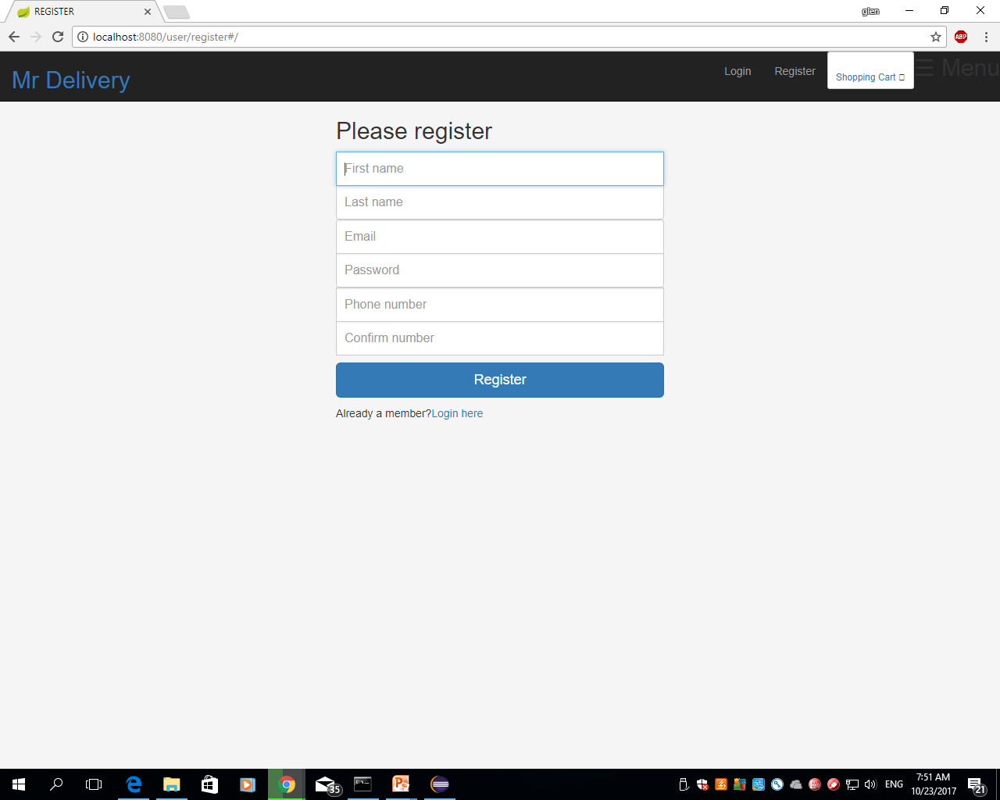 REGISTER
glen
localhost:8080/user/register#/
ABP
Mr Delivery
Login
Register
Shopping Cart
☰ Menu
Please register
First name
Last name
Email
Password
Phone number
Confirm number
Register
Already a member?Login here
35
ENG
7:51 AM
10/23/2017
21